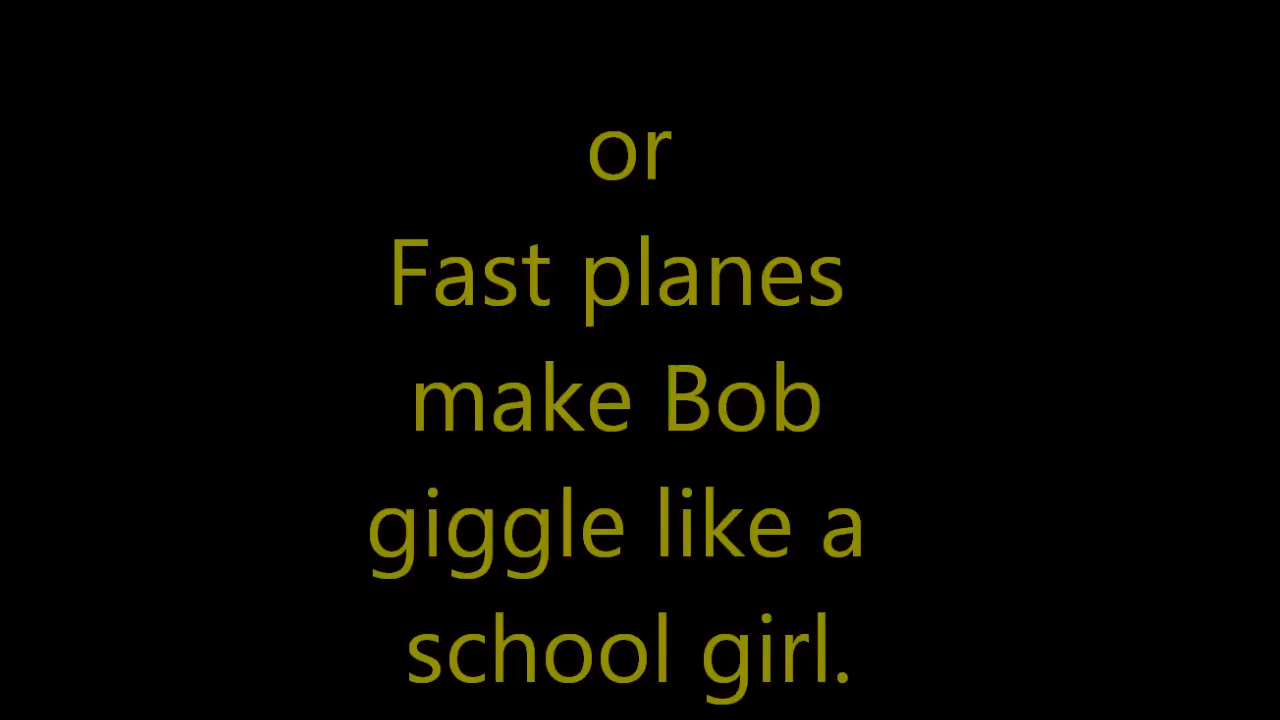 or
Fast planes
make Bob
giggle like a
school girl.